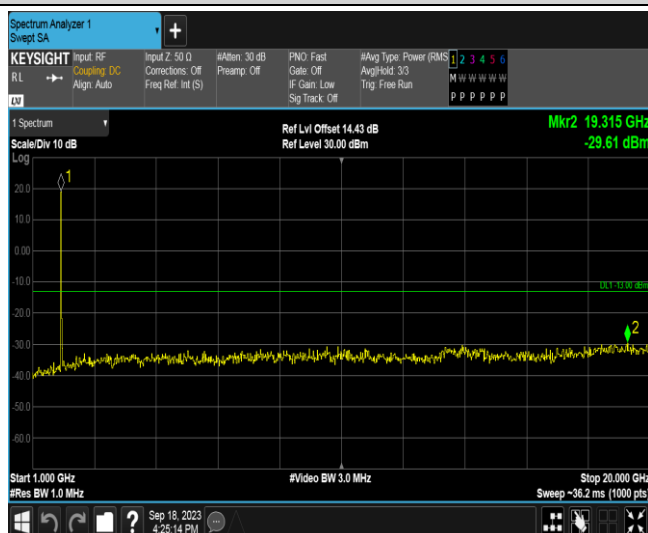 Spectrum Analyzer 1
Swept SA
KEYSIGHT
RL
Input: RF
Coupling: DC
Align: Auto
Input Z: 50 Ω
Corrections: Off
Freq Ref: Int (S)
#Atten: 30 dB
Preamp: Off
PNO: Fast
Gate: Off
IF Gain: Low
Sig Track: Off
#Avg Type: Power (RMS
Avg|Hold: 3/3
Trig: Free Run
1 2 3 4 5 6
M W W W W W
P P P P P P
LXI
1 Spectrum
Scale/Div 10 dB
Ref Lvl Offset 14.43 dB
Ref Level 30.00 dBm
Mkr2 19.315 GHz
-29.61 dBm
Log
1
20.0
10.0
0.00
-10.0
DL1 -13.00 dBm
-20.0
2
-30.0
-40.0
-50.0
-60.0
Start 1.000 GHz
#Video BW 3.0 MHz
Stop 20.000 GHz
#Res BW 1.0 MHz
Sweep ~36.2 ms (1000 pts)
?
Sep 18, 2023
4:25:14 PM